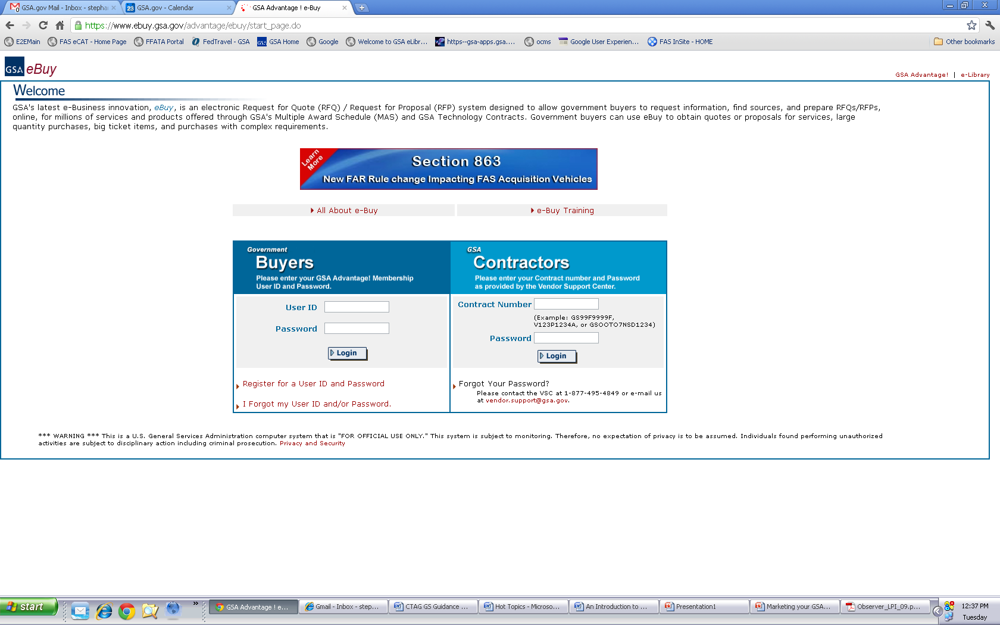 GSA.gov Mail - Inbox - stepha
GSA.gov - Calendar
GSA Advantage ! e-Buy
https://www.ebuy.gsa.gov/advantage/ebuy/start_page.do
E2EMain
FAS eCAT - Home Page
FFATA Portal
FedTravel - GSA
GSA Home
Google
Welcome to GSA eLibr...
https--gsa-apps.gsa....
ocms
Google User Experien...
FAS InSite - HOME
Other bookmarks
GSA eBuy
GSA Advantage! | e-Library
Welcome
GSA's latest e-Business innovation, eBuy, is an electronic Request for Quote (RFQ) / Request for Proposal (RFP) system designed to allow government buyers to request information, find sources, and prepare RFQs/RFPs,
online, for millions of services and products offered through GSA's Multiple Award Schedule (MAS) and GSA Technology Contracts. Government buyers can use eBuy to obtain quotes or proposals for services, large
quantity purchases, big ticket items, and purchases with complex requirements.
Learn
More
Section 863
New FAR Rule change Impacting FAS Acquisition Vehicles
All About e-Buy
e-Buy Training
Government
Buyers
Please enter your GSA Advantage! Membership
User ID and Password.
User ID
Password
Login
Register for a User ID and Password
I Forgot my User ID and/or Password.
GSA
Contractors
Please enter your Contract number and Password
as provided by the Vendor Support Center.
Contract Number
(Example: GS99F9999F,
V123P1234A, or GSOOTO7NSD1234)
Password
Login
Forgot Your Password?
Please contact the VSC at 1-877-495-4849 or e-mail us
at vendor.support@gsa.gov.
*** WARNING *** This is a U.S. General Services Administration computer system that is "FOR OFFICIAL USE ONLY." This system is subject to monitoring. Therefore, no expectation of privacy is to be assumed. Individuals found performing unauthorized
activities are subject to disciplinary action including criminal prosecution. Privacy and Security
start
GSA Advantage ! e...
Gmail - Inbox - step...
CTAG GS Guidance ...
Hot Topics - Microso...
An Introduction to ...
Presentation1
Marketing your GSA...
Observer_LPI_09.p...
12:37 PM
Tuesday